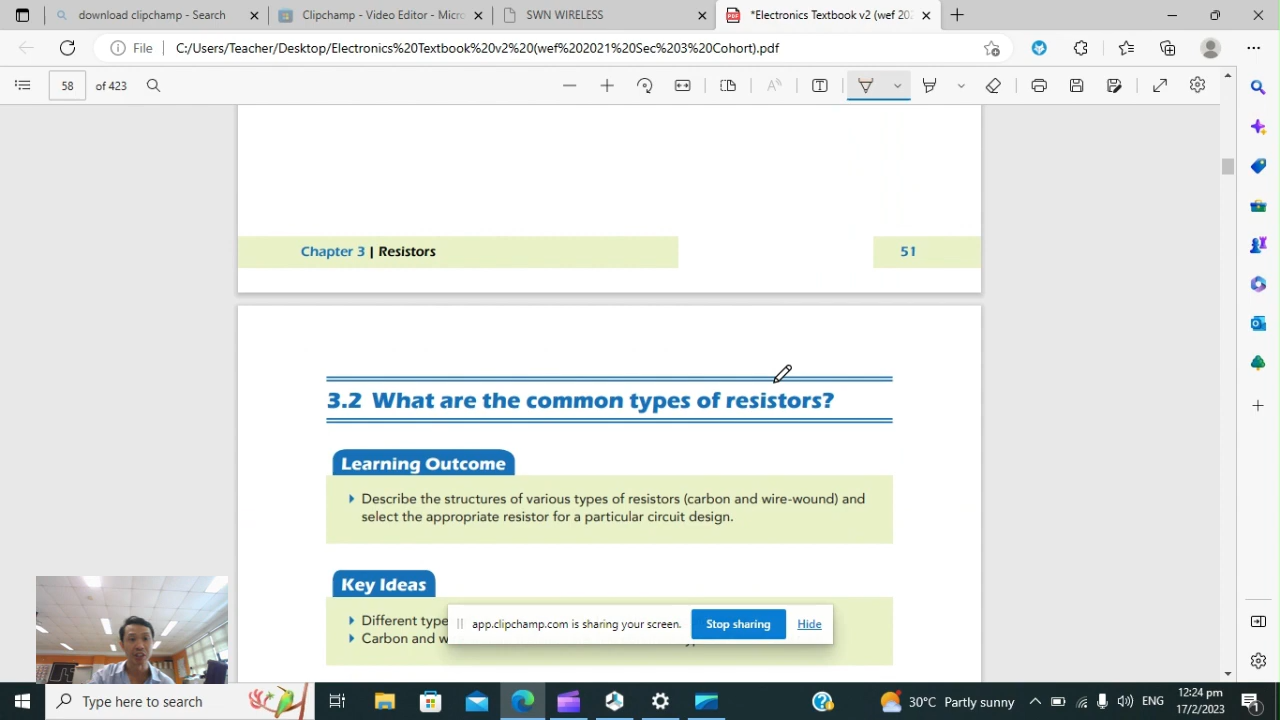 download clipchamp - Search
Clipchamp - Video Editor - Micro
SWN WIRELESS
*Electronics Textbook v2 (wef 202
File
C:/Users/Teacher/Desktop/Electronics%20Textbook%20v2%20(wef%202021%20Sec%203%20Cohort).pdf
58 of 423
Chapter 3 | Resistors
51
3.2 What are the common types of resistors?
Learning Outcome
Describe the structures of various types of resistors (carbon and wire-wound) and
select the appropriate resistor for a particular circuit design.
Key Ideas
Different type
Carbon and w
app.clipchamp.com is sharing your screen.
Stop sharing
Hide
Type here to search
30°C Partly sunny
ENG
12:24 pm
17/2/2023
1